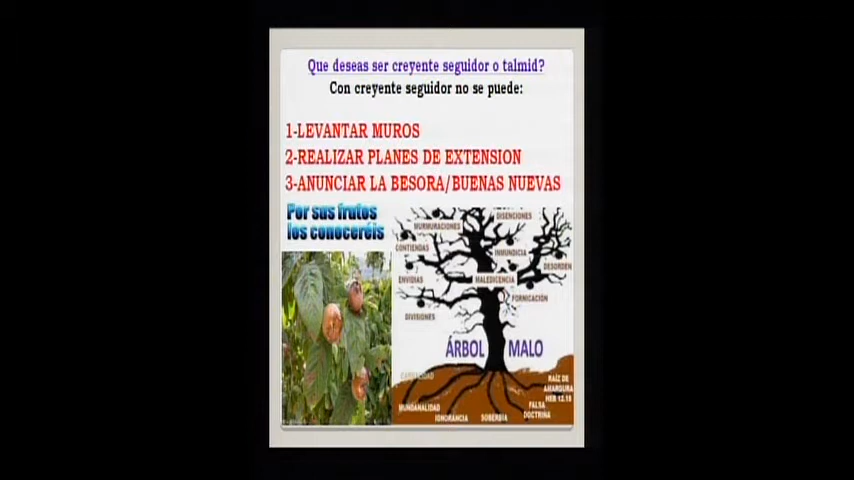 Que deseas ser creyente seguidor o talmid?
Con creyente seguidor no se puede:
1-LEVANTAR MUROS
2-REALIZAR PLANES DE EXTENSION
3-ANUNCIAR LA BESORA/BUENAS NUEVAS
Por sus frutos
los conoceréis
DISENCIONES
MURMURACIONES
CONTIENDAS
INMUNDICIA
DESORDEN
ENVIDIAS
MALEDICENCIA
FORNICACIÓN
DIVISIONES
ÁRBOL MALO
RAÍZ DE
AMARGURA
HEB 12.15
MUNDANALIDAD
IGNORANCIA
SOBERBIA
FALSA
DOCTRINA